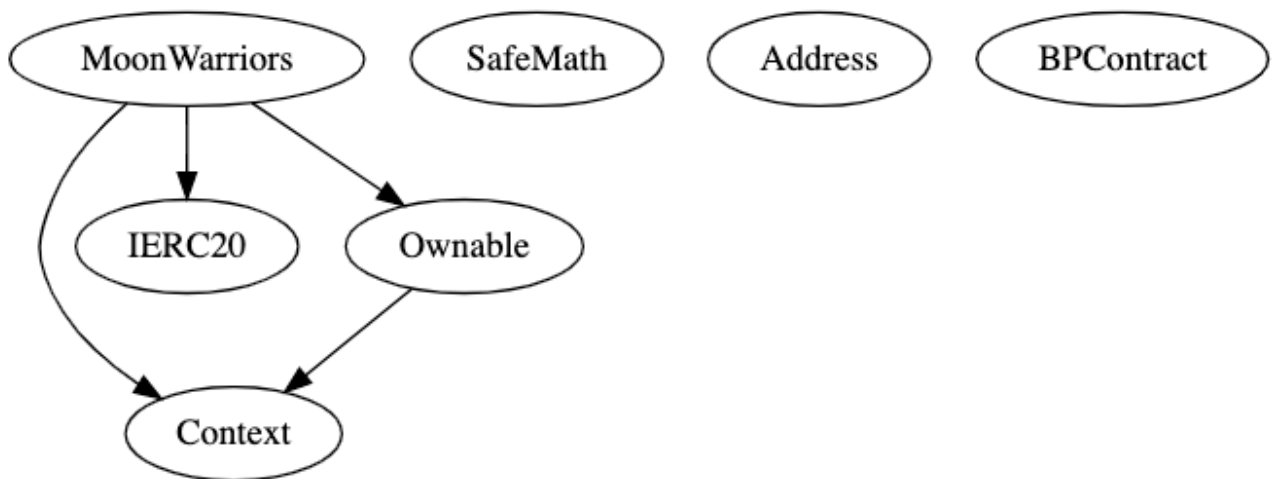 MoonWarriors
SafeMath
Address
BPContract
IERC20
Ownable
Context